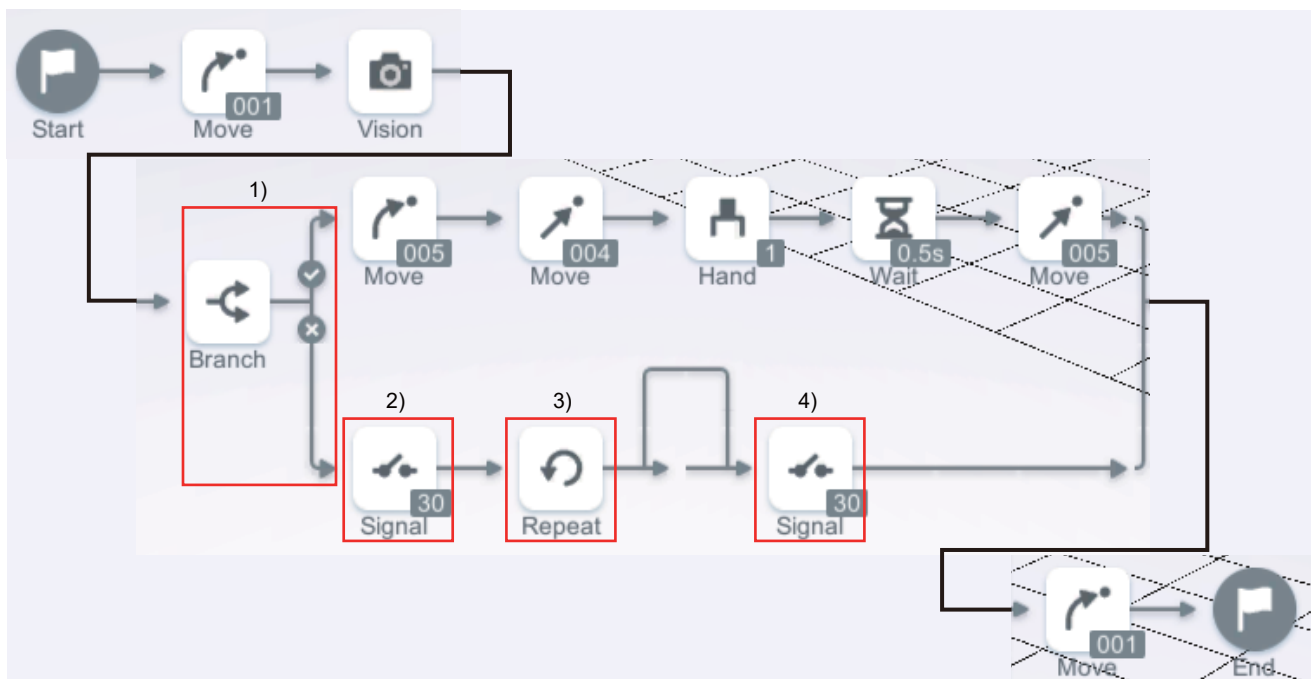 001
Start
Move
Vision
1)
005
004
1
0.5s
005
Move
Move
Hand
Wait
Move
Branch
2)
3)
4)
30
30
Signal
Repeat
Signal
001
Move
End